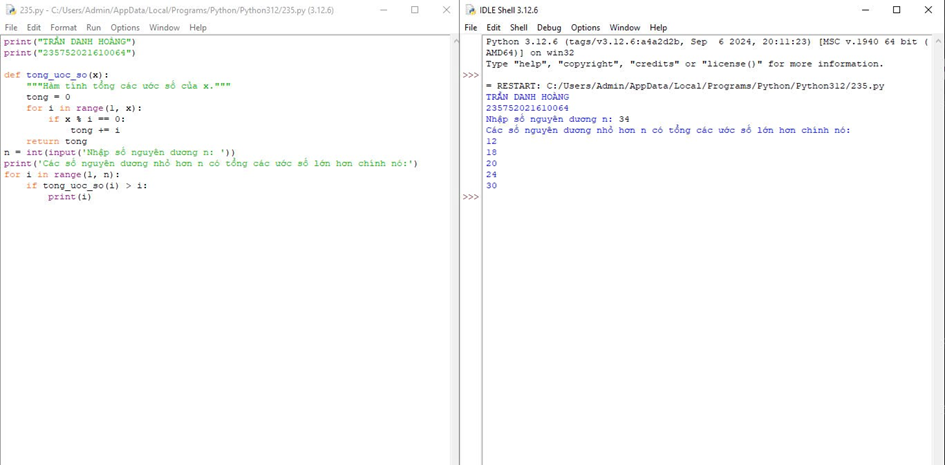 235.py - C:/Users/Admin/AppData/Local/Programs/Python/Python312/235.py (3.12.6)
File Edit Format Run Options Window Help
print("TRẦN DANH HOÀNG")
print("235752021610064")
def tong_uoc_so(x):
    """Hàm tính tổng các ước số của x."""
    tong = 0
    for i in range(1, x):
        if x % i == 0:
            tong += i
    return tong
n = int(input('Nhập số nguyên dương n: '))
print('Các số nguyên dương nhỏ hơn n có tổng các ước số lớn hơn chính nó:')
for i in range(1, n):
    if tong_uoc_so(i) > i:
        print(i)
IDLE Shell 3.12.6
File Edit Shell Debug Options Window Help
Python 3.12.6 (tags/v3.12.6:a4a2d2b, Sep  6 2024, 20:11:23) [MSC v.1940 64 bit (
AMD64)] on win32
Type "help", "copyright", "credits" or "license()" for more information.
>>>
= RESTART: C:/Users/Admin/AppData/Local/Programs/Python/Python312/235.py
TRẦN DANH HOÀNG
235752021610064
Nhập số nguyên dương n: 34
Các số nguyên dương nhỏ hơn n có tổng các ước số lớn hơn chính nó:
12
18
20
24
30
>>>